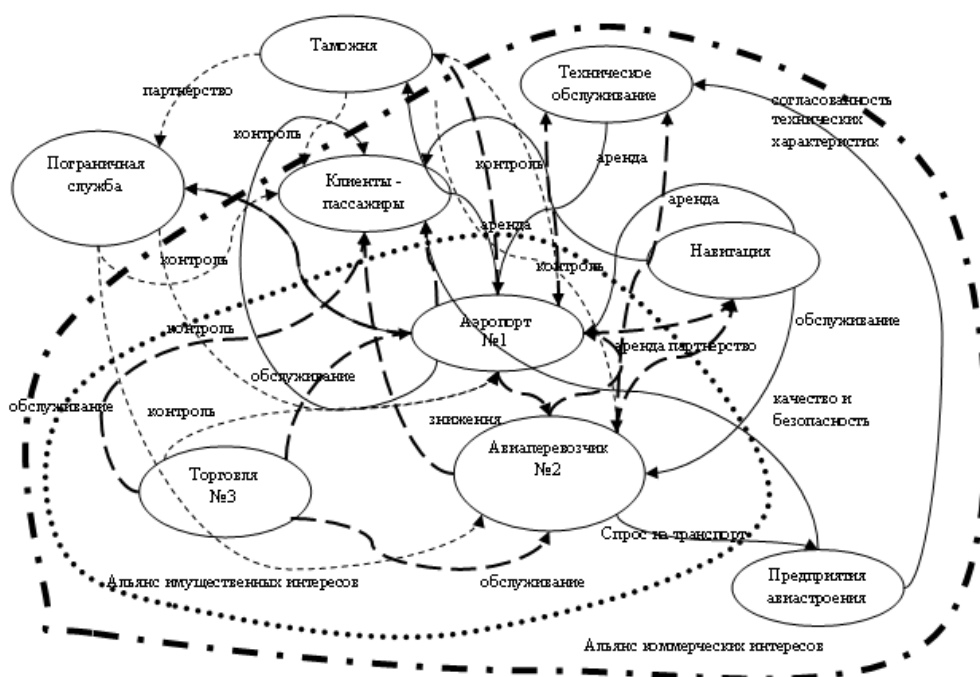 Таможня
Техническое
обслуживание
партнерство
согласованность
технических
характеристик
контроль
контроль
аренда
Пограничная
служба
Клиенты -
пассажиры
аренда
аренда
Навигация
контроль
контроль
Аэропорт
№1
обслуживание
контроль
аренда партнерство
обслуживание
обслуживание
контроль
знижения
качество и
безопасность
Авиаперевозчик
№2
Торговля
№3
Спрос на транспорт
Альянс имущественных интересов
обслуживание
Предприятия
авиастроения
Альянс коммерческих интересов